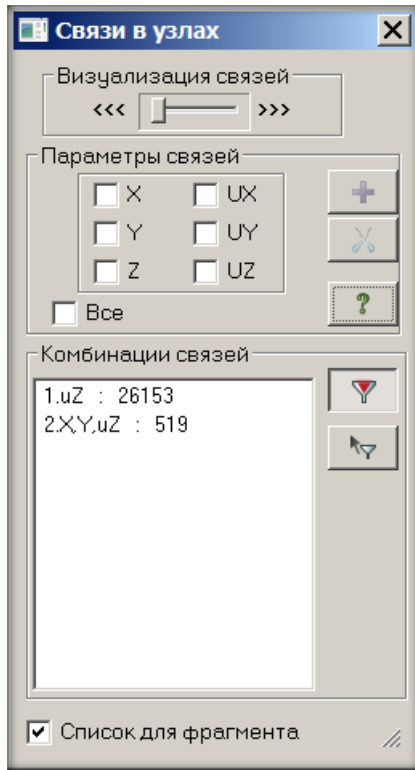 Связи в узлах
Визуализация связей
<<< >>>
Параметры связей
X UX
Y UY
Z UZ
Все
?
Комбинации связей
1.uZ : 26153
2.X,Y,uZ : 519
Список для фрагмента